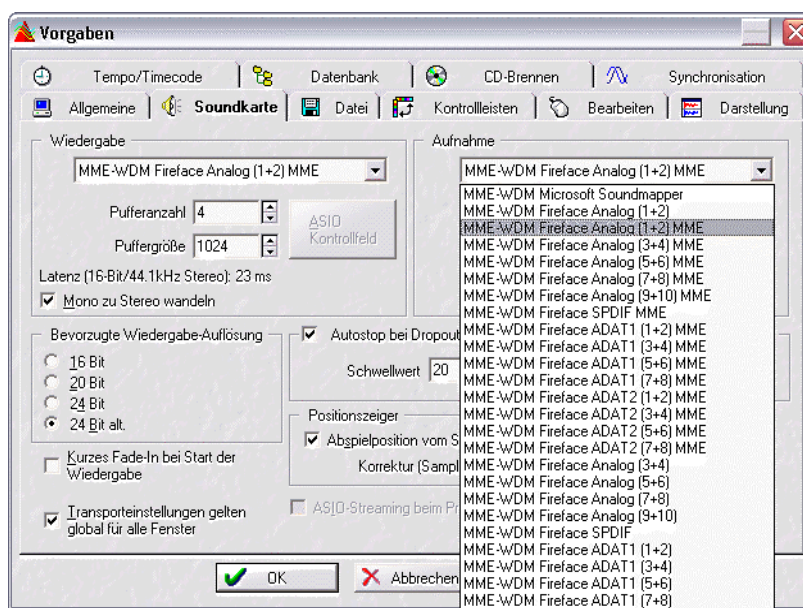 Vorgaben
Tempo/Timecode
Datenbank
CD-Brennen
Synchronisation
Allgemeine
Soundkarte
Datei
Kontrollleisten
Bearbeiten
Darstellung
Wiedergabe
MME-WDM Fireface Analog (1+2) MME
Pufferanzahl 4
Puffergröße 1024
ASIO
Kontrollfeld
Latenz (16-Bit/44.1kHz Stereo): 23 ms
Mono zu Stereo wandeln
Aufnahme
MME-WDM Fireface Analog (1+2) MME
MME-WDM Microsoft Soundmapper
MME-WDM Fireface Analog (1+2)
MME-WDM Fireface Analog (1+2) MME
MME-WDM Fireface Analog (3+4) MME
MME-WDM Fireface Analog (5+6) MME
MME-WDM Fireface Analog (7+8) MME
MME-WDM Fireface Analog (9+10) MME
MME-WDM Fireface SPDIF MME
MME-WDM Fireface ADAT1 (1+2) MME
MME-WDM Fireface ADAT1 (3+4) MME
MME-WDM Fireface ADAT1 (5+6) MME
MME-WDM Fireface ADAT1 (7+8) MME
MME-WDM Fireface ADAT2 (1+2) MME
MME-WDM Fireface ADAT2 (3+4) MME
MME-WDM Fireface ADAT2 (5+6) MME
MME-WDM Fireface ADAT2 (7+8) MME
MME-WDM Fireface Analog (3+4)
MME-WDM Fireface Analog (5+6)
MME-WDM Fireface Analog (7+8)
MME-WDM Fireface Analog (9+10)
MME-WDM Fireface SPDIF
MME-WDM Fireface ADAT1 (1+2)
MME-WDM Fireface ADAT1 (3+4)
MME-WDM Fireface ADAT1 (5+6)
MME-WDM Fireface ADAT1 (7+8)
Bevorzugte Wiedergabe-Auflösung
16 Bit
20 Bit
24 Bit
24 Bit alt.
Kurzes Fade-In bei Start der
Wiedergabe
Transporteinstellungen gelten
global für alle Fenster
Autostop bei Dropout
Schwellwert 20
Positionszeiger
Abspielposition vom S
Korrektur (Sampl
ASIO-Streaming beim Pr
OK
Abbrechen